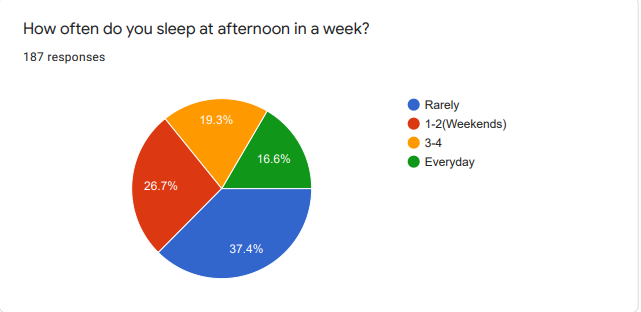 How often do you sleep at afternoon in a week?
187 responses
Rarely
1-2(Weekends)
3-4
Everyday
19.3%
16.6%
26.7%
37.4%